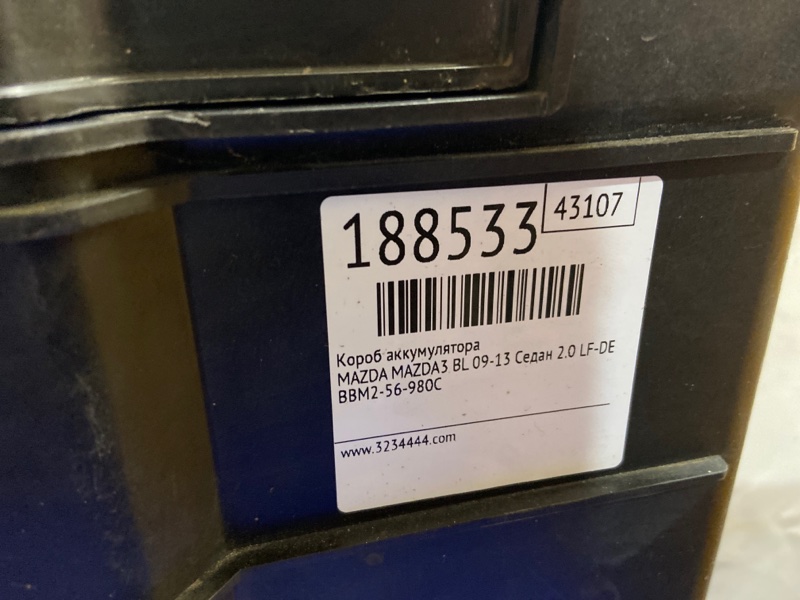 188533
43107
Короб аккумулятора
MAZDA MAZDA3 BL 09-13 Седан 2.0 LF-DE
BBM2-56-980C
www.3234444.com